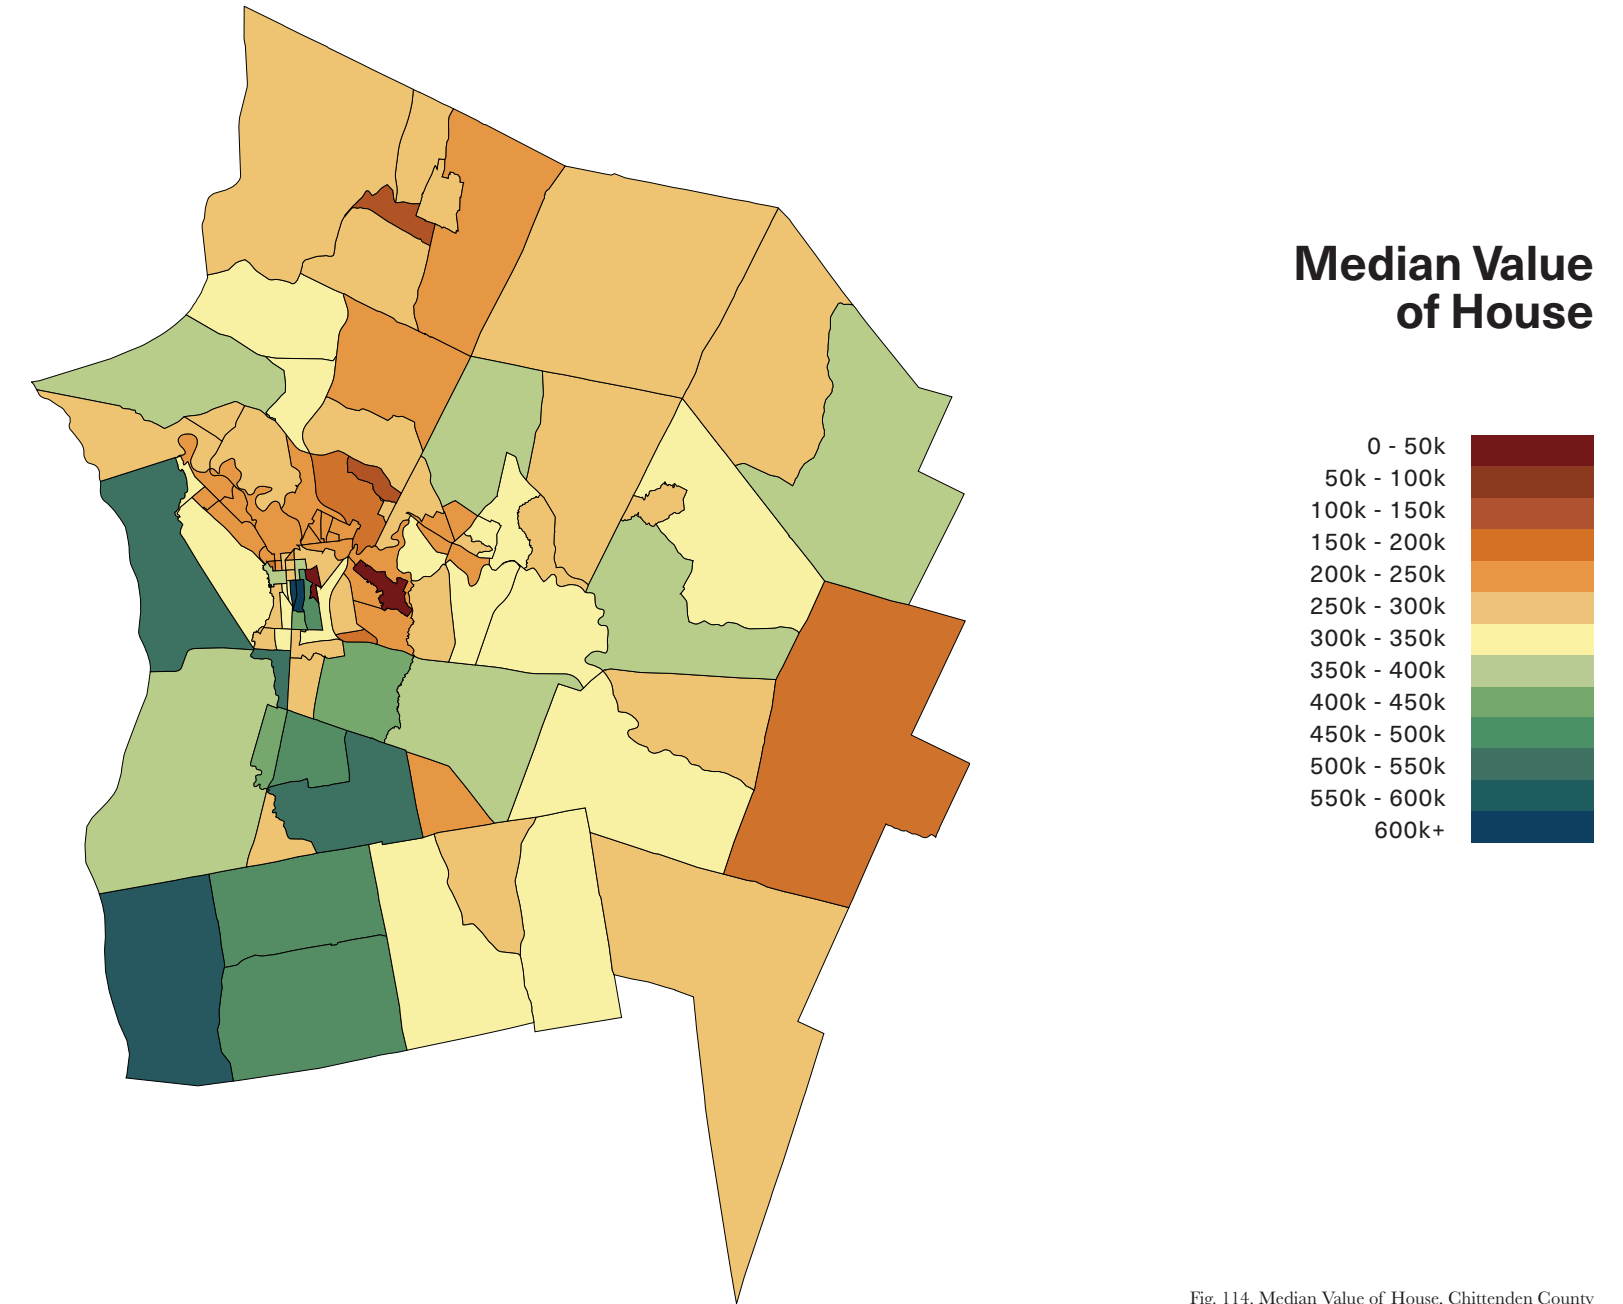 Median Value
of House
0 - 50k
50k - 100k
100k - 150k
150k - 200k
200k - 250k
250k - 300k
300k - 350k
350k - 400k
400k - 450k
450k - 500k
500k - 550k
550k - 600k
600k+
Fig. 114. Median Value of House. Chittenden County